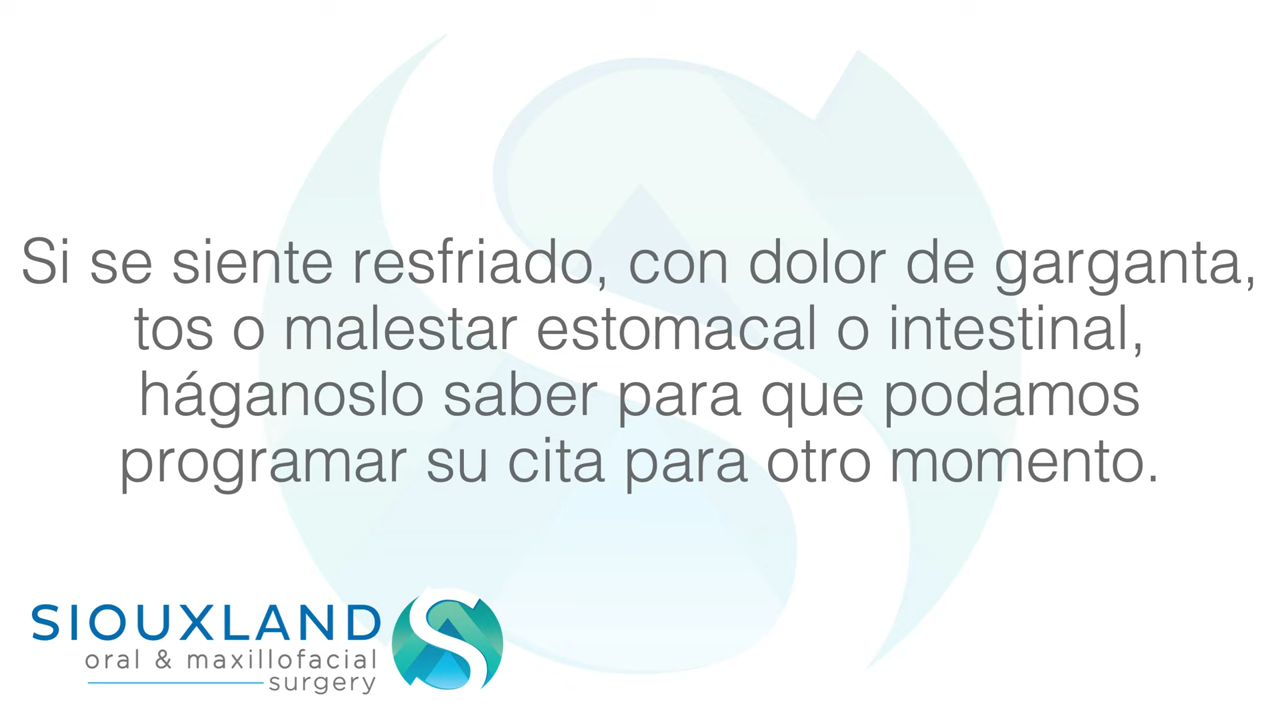 Si se siente resfriado, con dolor de garganta,
tos o malestar estomacal o intestinal,
háganoslo saber para que podamos
programar su cita para otro momento.
SIOUXLAND
oral & maxillofacial
surgery